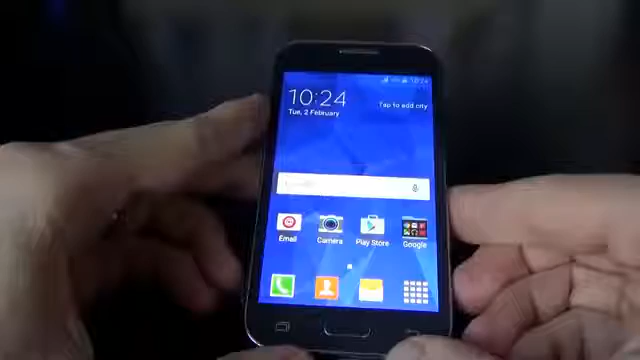 10:24
10:24
Tap to add city
Tue, 2 February
Email
Camera
Play Store
Google